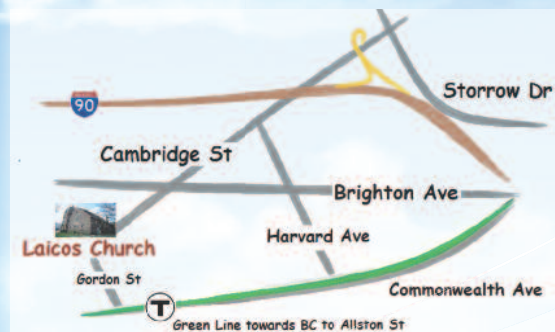 Storrow Dr
90
Cambridge St
Brighton Ave
Laicos Church
Harvard Ave
Gordon St
Commonwealth Ave
T
Green Line towards BC to Allston St